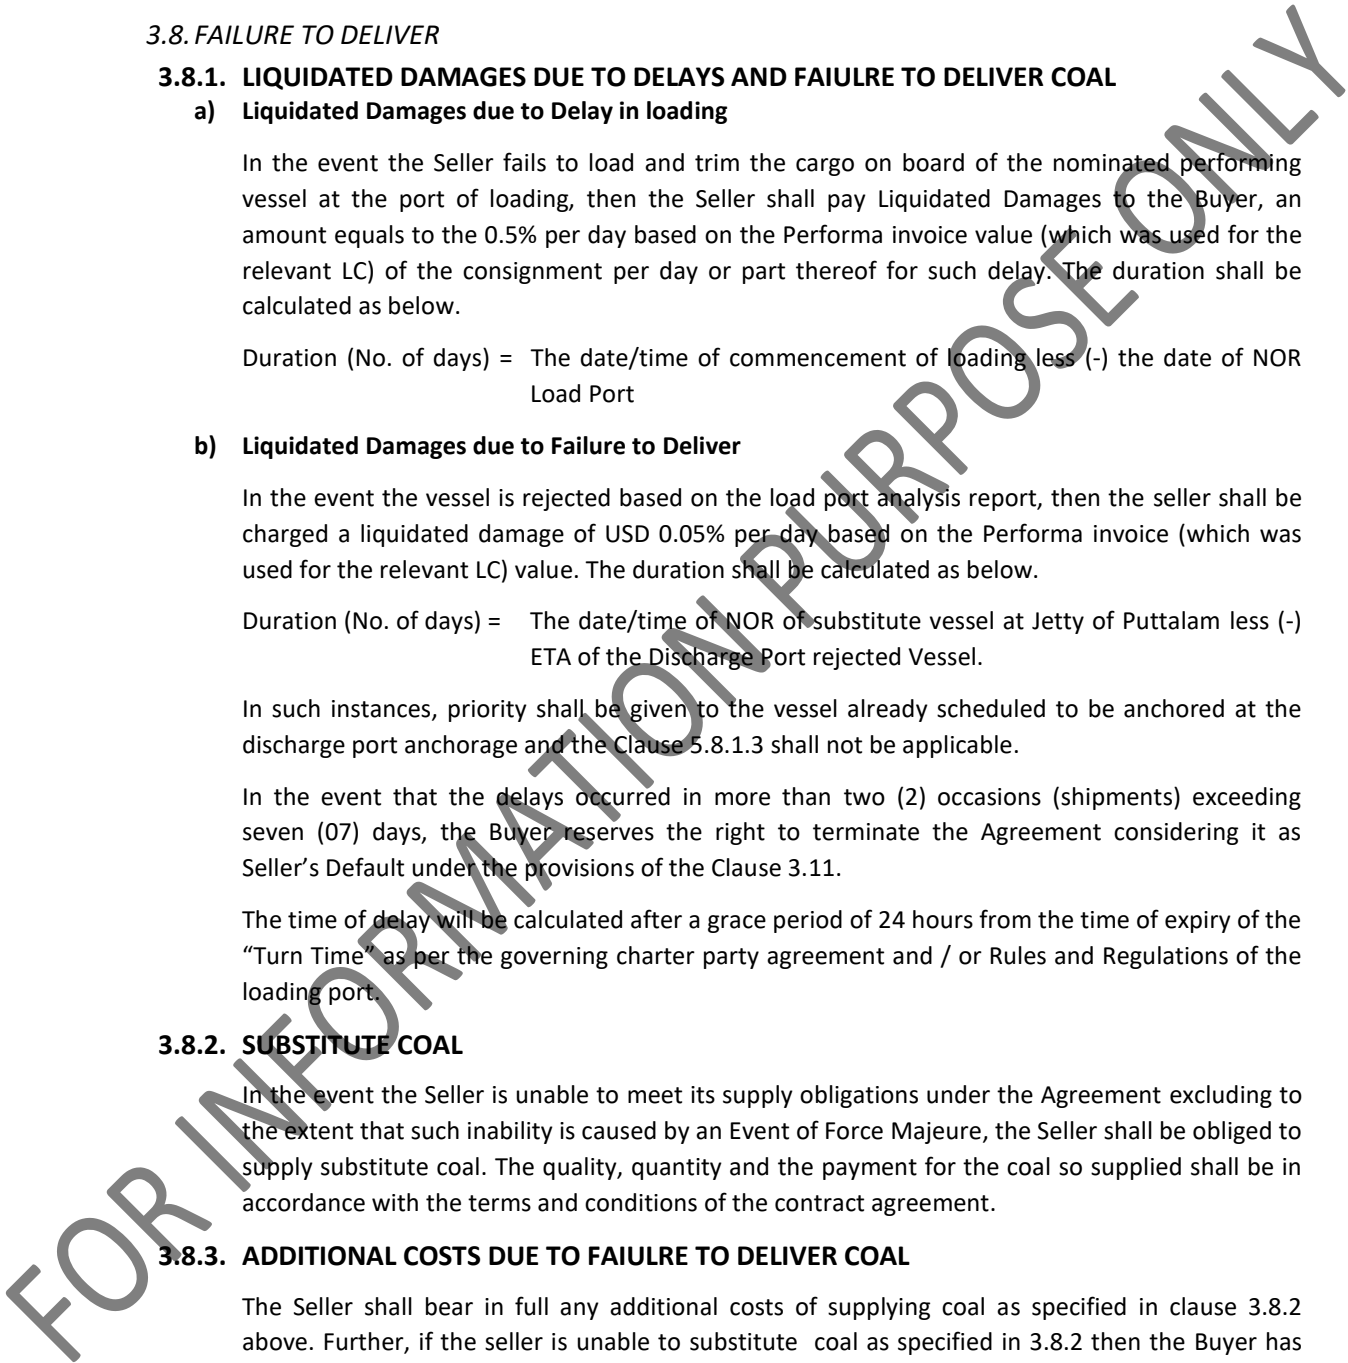 3.8. FAILURE TO DELIVER
3.8.1. LIQUIDATED DAMAGES DUE TO DELAYS AND FAIULRE TO DELIVER COAL
a) Liquidated Damages due to Delay in loading
In the event the Seller fails to load and trim the cargo on board of the nominated performing
vessel at the port of loading, then the Seller shall pay Liquidated Damages to the Buyer, an
amount equals to the 0.5% per day based on the Performa invoice value (which was used for the
relevant LC) of the consignment per day or part thereof for such delay. The duration shall be
calculated as below.
Duration (No. of days) = The date/time of commencement of loading less (-) the date of NOR
Load Port
b) Liquidated Damages due to Failure to Deliver
In the event the vessel is rejected based on the load port analysis report, then the seller shall be
charged a liquidated damage of USD 0.05% per day based on the Performa invoice (which was
used for the relevant LC) value. The duration shall be calculated as below.
Duration (No. of days) = The date/time of NOR of substitute vessel at Jetty of Puttalam less (-)
ETA of the Discharge Port rejected Vessel.
In such instances, priority shall be given to the vessel already scheduled to be anchored at the
discharge port anchorage and the Clause 5.8.1.3 shall not be applicable.
In the event that the delays occurred in more than two (2) occasions (shipments) exceeding
seven (07) days, the Buyer reserves the right to terminate the Agreement considering it as
Seller's Default under the provisions of the Clause 3.11.
The time of delay will be calculated after a grace period of 24 hours from the time of expiry of the
"Turn Time" as per the governing charter party agreement and / or Rules and Regulations of the
loading port.
3.8.2. SUBSTITUTE COAL
In the event the Seller is unable to meet its supply obligations under the Agreement excluding to
the extent that such inability is caused by an Event of Force Majeure, the Seller shall be obliged to
supply substitute coal. The quality, quantity and the payment for the coal so supplied shall be in
accordance with the terms and conditions of the contract agreement.
3.8.3. ADDITIONAL COSTS DUE TO FAIULRE TO DELIVER COAL
The Seller shall bear in full any additional costs of supplying coal as specified in clause 3.8.2
above. Further, if the seller is unable to substitute coal as specified in 3.8.2 then the Buyer has
FOR INFORMATION PURPOSE ONLY